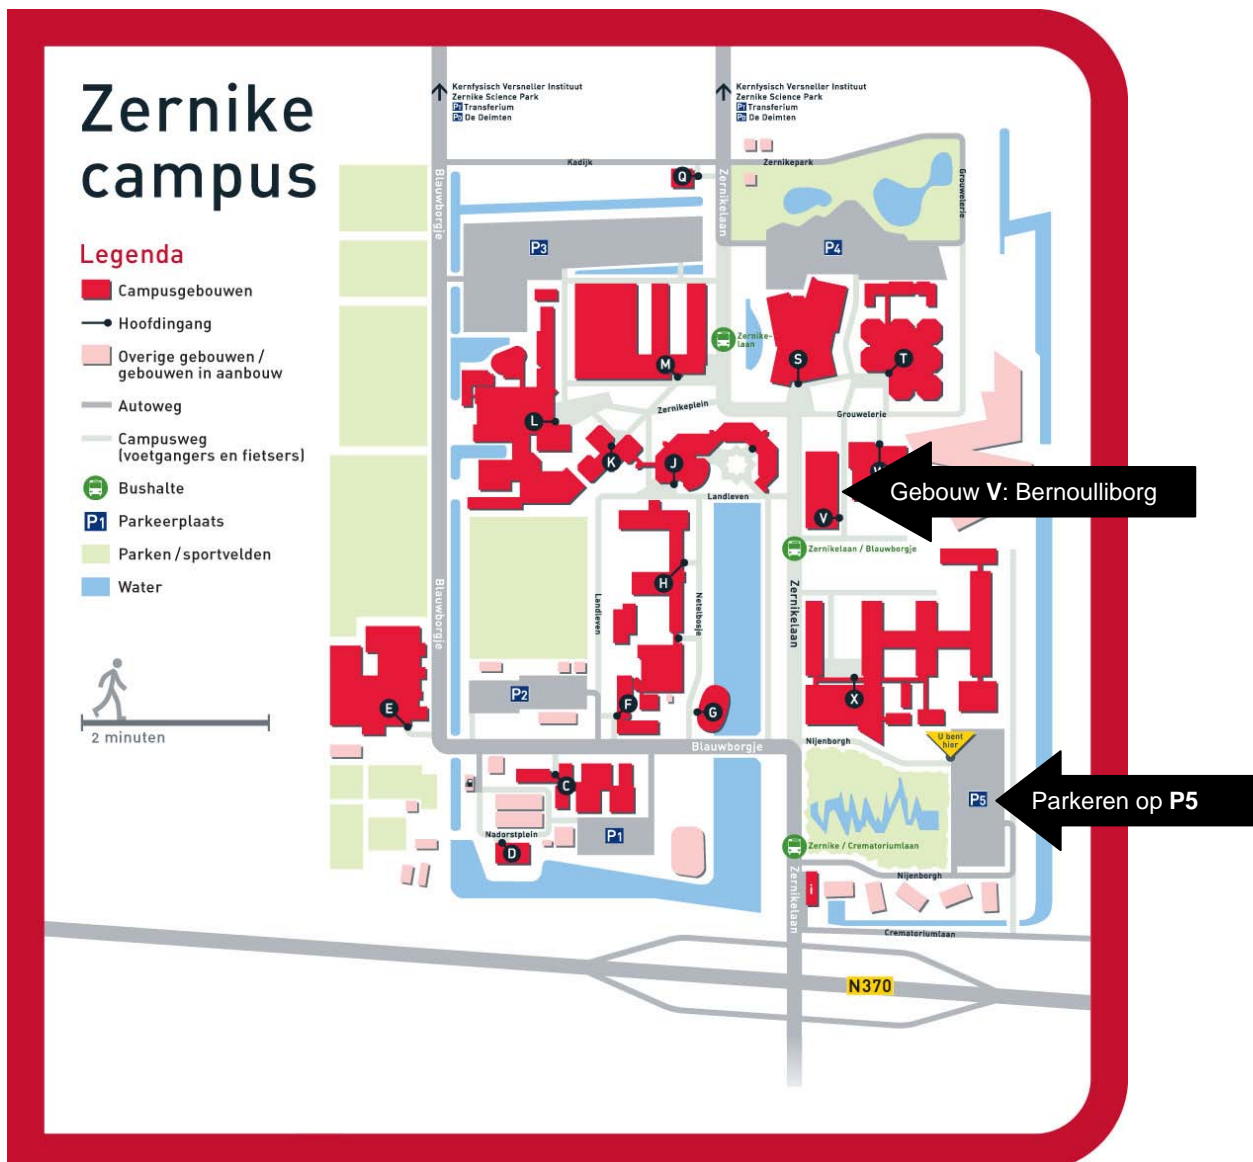 Zernike
campus
Legenda
Campusgebouwen
Hoofdingang
Overige gebouwen /
gebouwen in aanbouw
Autoweg
Campusweg
(voetgangers en fietsers)
Bushalte
P1 Parkeerplaats
Parken / sportvelden
Water
2 minuten
Kernfysisch Versneller Instituut
Zernike Science Park
Transferium
De Deimten
Kernfysisch Versneller Instituut
Zernike Science Park
Transferium
De Deimten
Kadijk
Zernikepark
Blauwborgje
Q
Zernikelaan
Grouwelerie
P3
P4
Zernike-
laan
M
S
T
Zernikeplein
Grouwelerie
L
K
J
Landleven
V
Gebouw V: Bernoulliborg
Zernikelaan / Blauwborgje
Blauwborgje
H
Landleven
Netelbosje
Zernikelaan
X
E
P2
F
G
Blauwborgje
Nijenborgh
U bent
hier
C
P5
Parkeren op P5
Nadorstplein
P1
D
Zernike / Crematoriumlaan
Zernikelaan
Nijenborgh
i
Crematoriumlaan
N370